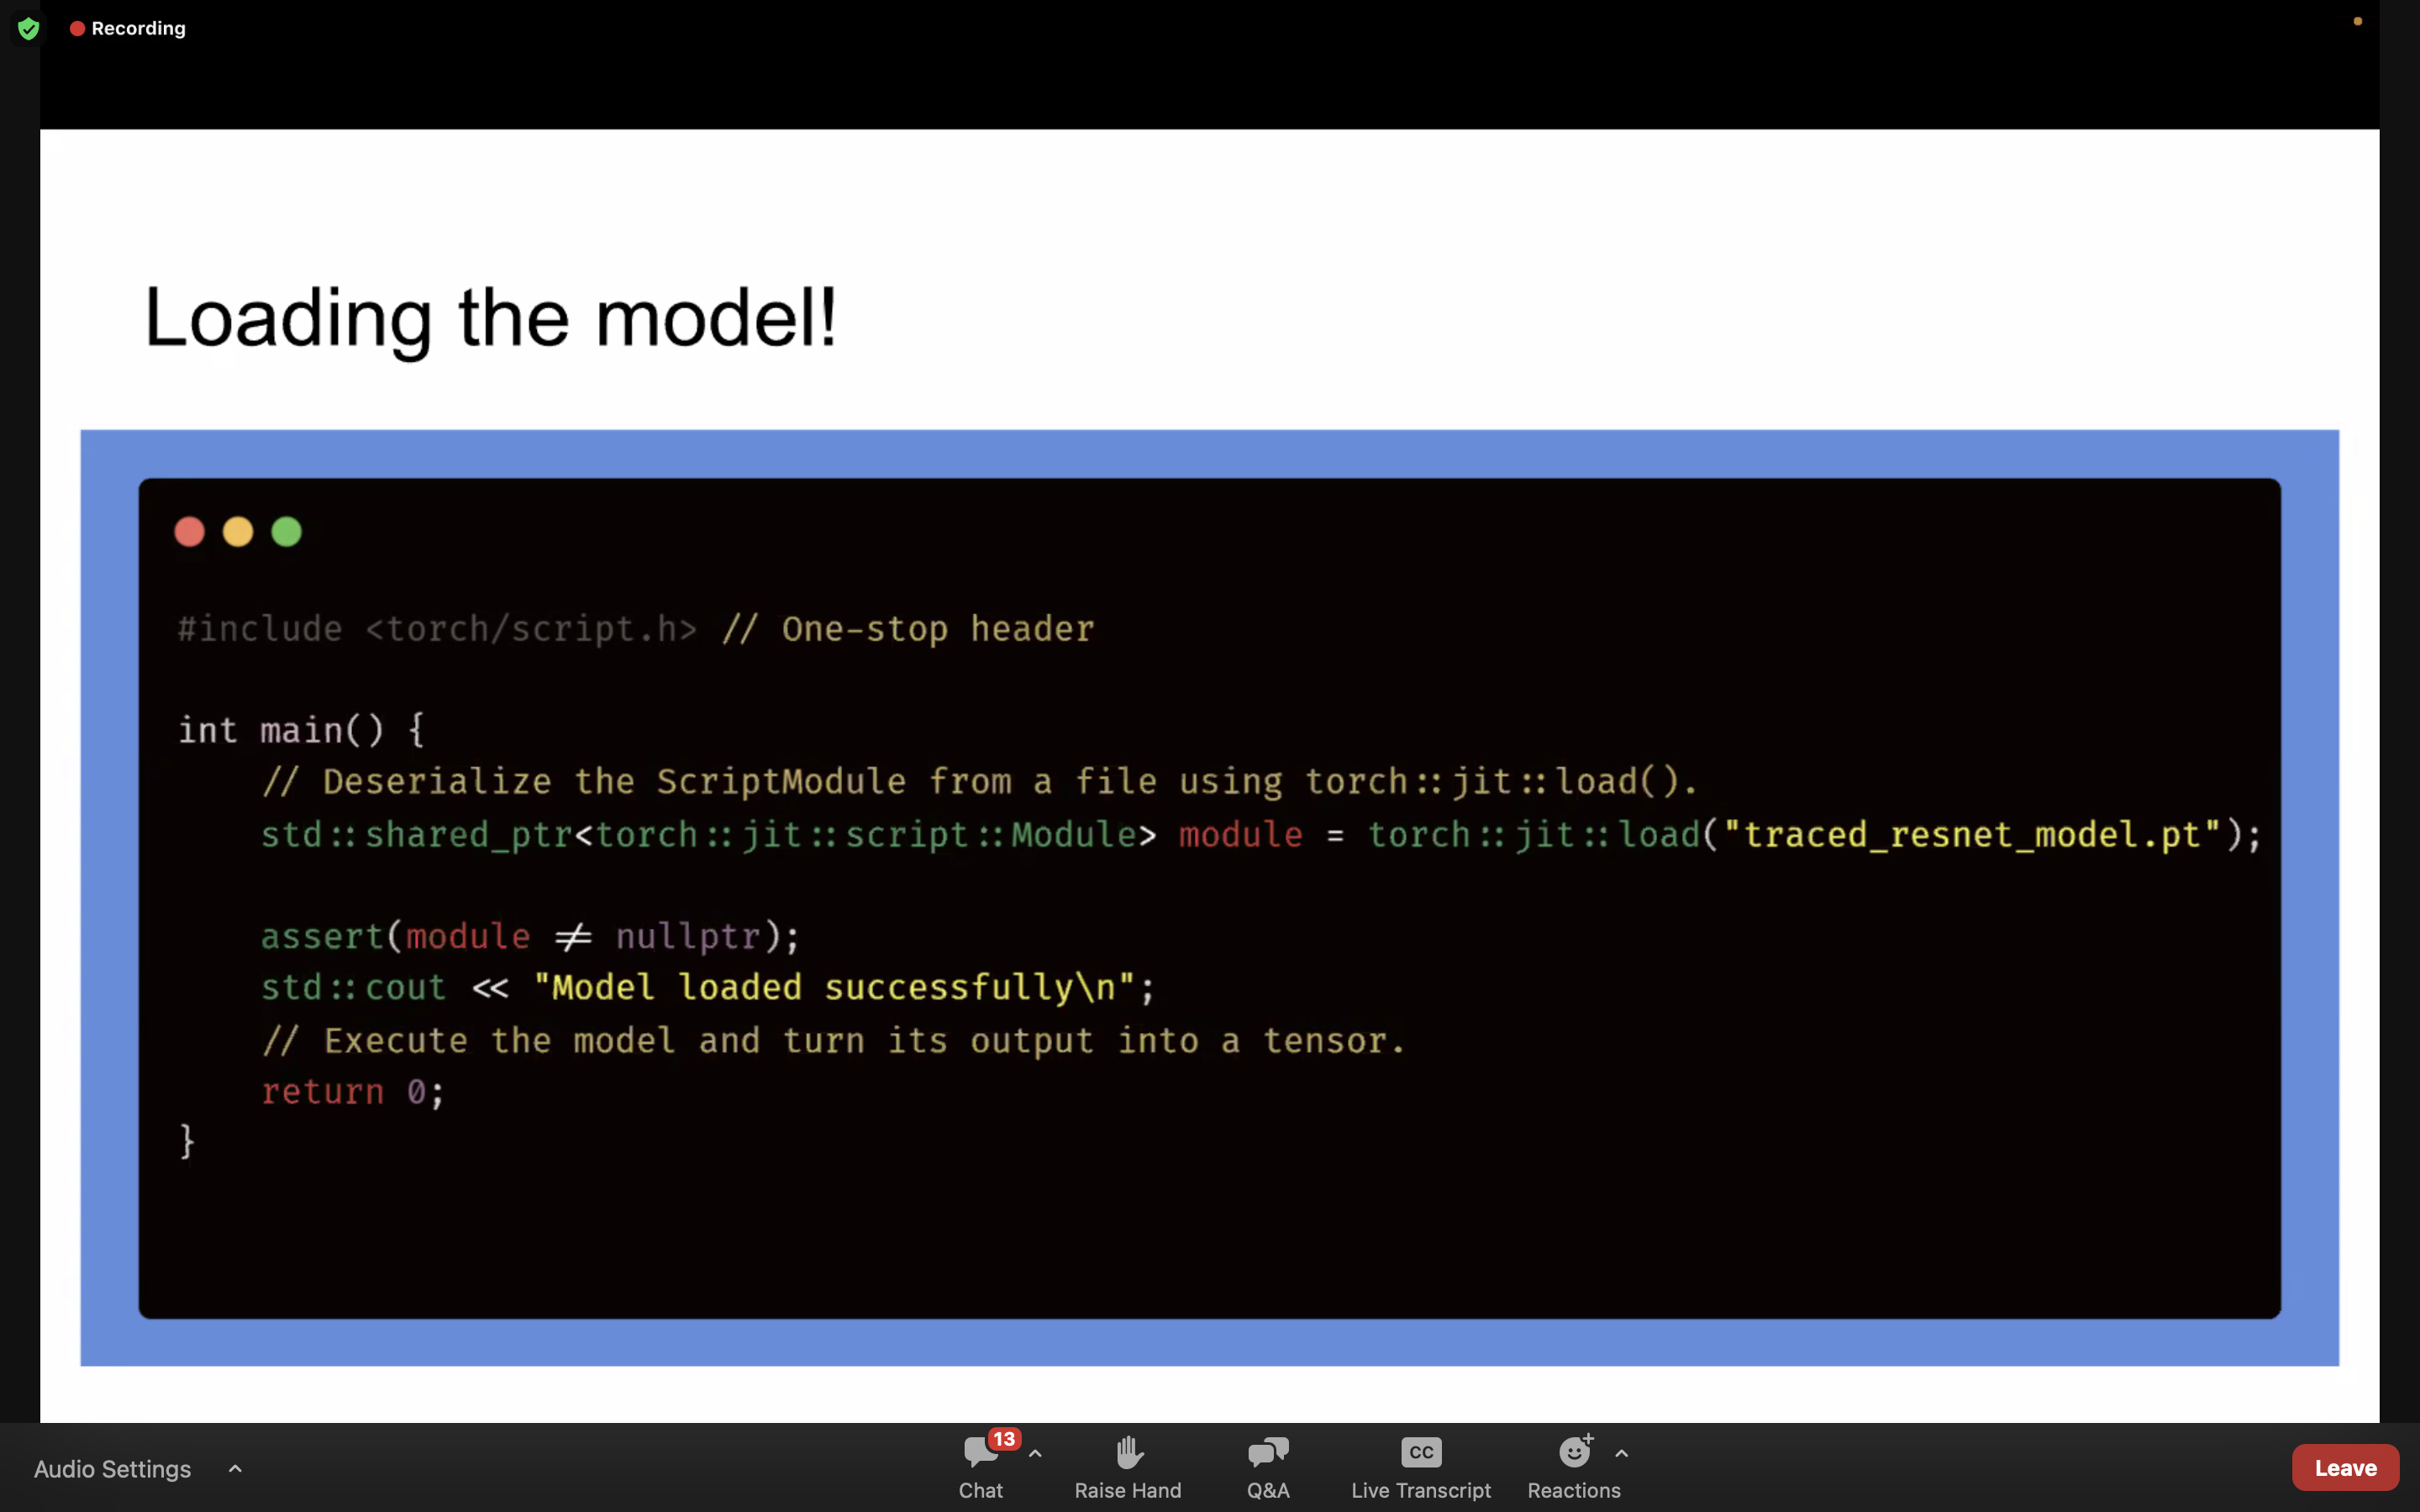 Recording
Loading the model!
#include <torch/script.h> // One-stop header
int main() {
// Deserialize the ScriptModule from a file using torch::jit::load().
std::shared_ptr<torch::jit::script::Module> module = torch::jit::load("traced_resnet_model.pt");
assert(module != nullptr);
std::cout << "Model loaded successfully\n";
// Execute the model and turn its output into a tensor.
return 0;
}
Audio Settings
13
Chat
Raise Hand
Q&A
CC
Live Transcript
Reactions
Leave